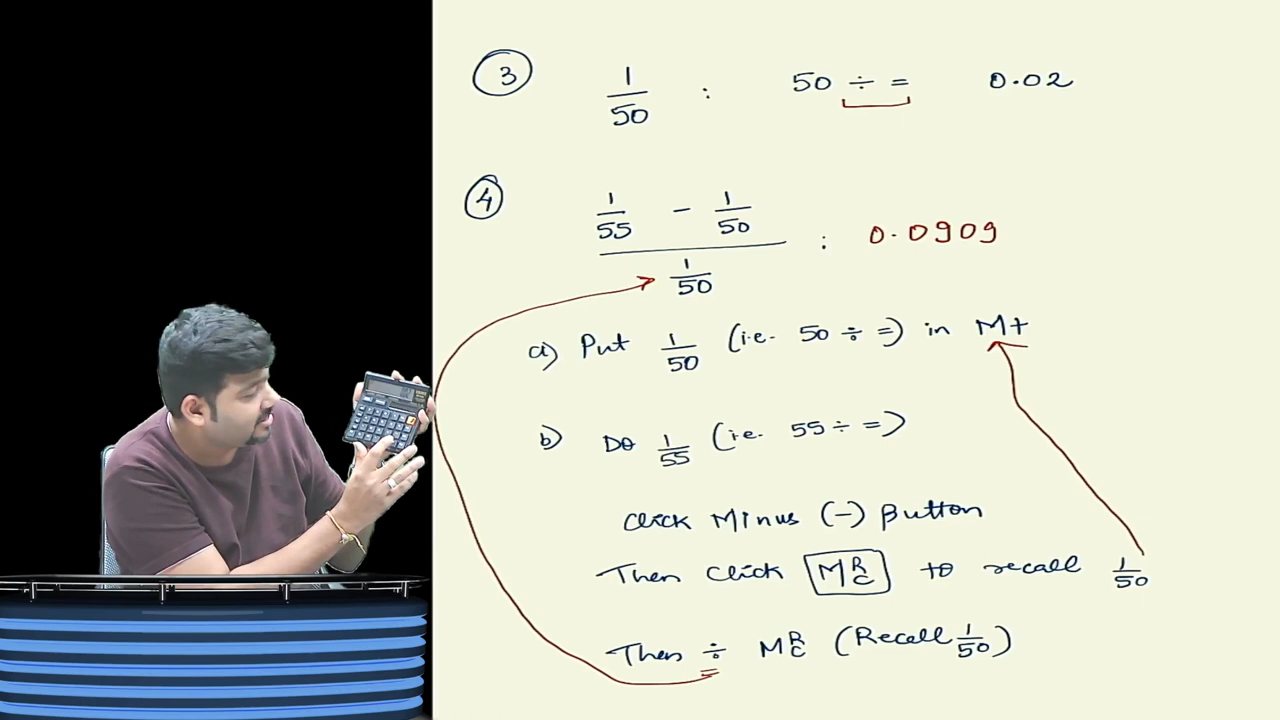 3 1/50 : 50 ÷ = 0.02
4 (1/55 - 1/50) / (1/50) : 0.0909
a) Put 1/50 (i.e. 50 ÷ =) in M+
b) Do 1/55 (i.e. 55 ÷ =)
Click Minus (-) Button
Then Click MRC to recall 1/50
Then ÷ MRC (Recall 1/50)